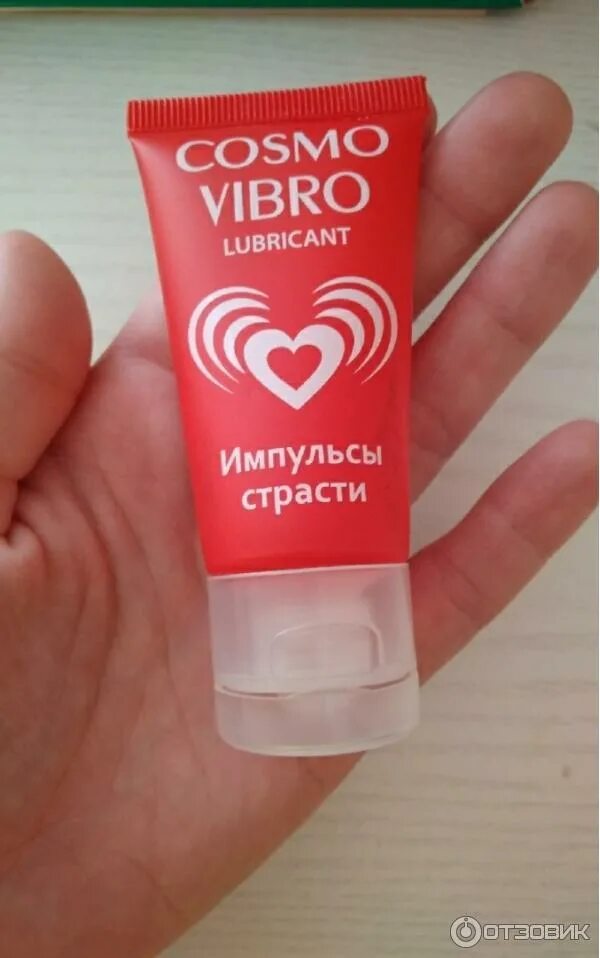 COSMO
VIBRO
LUBRICANT
Импульсы
страсти
ОТЗОВИК